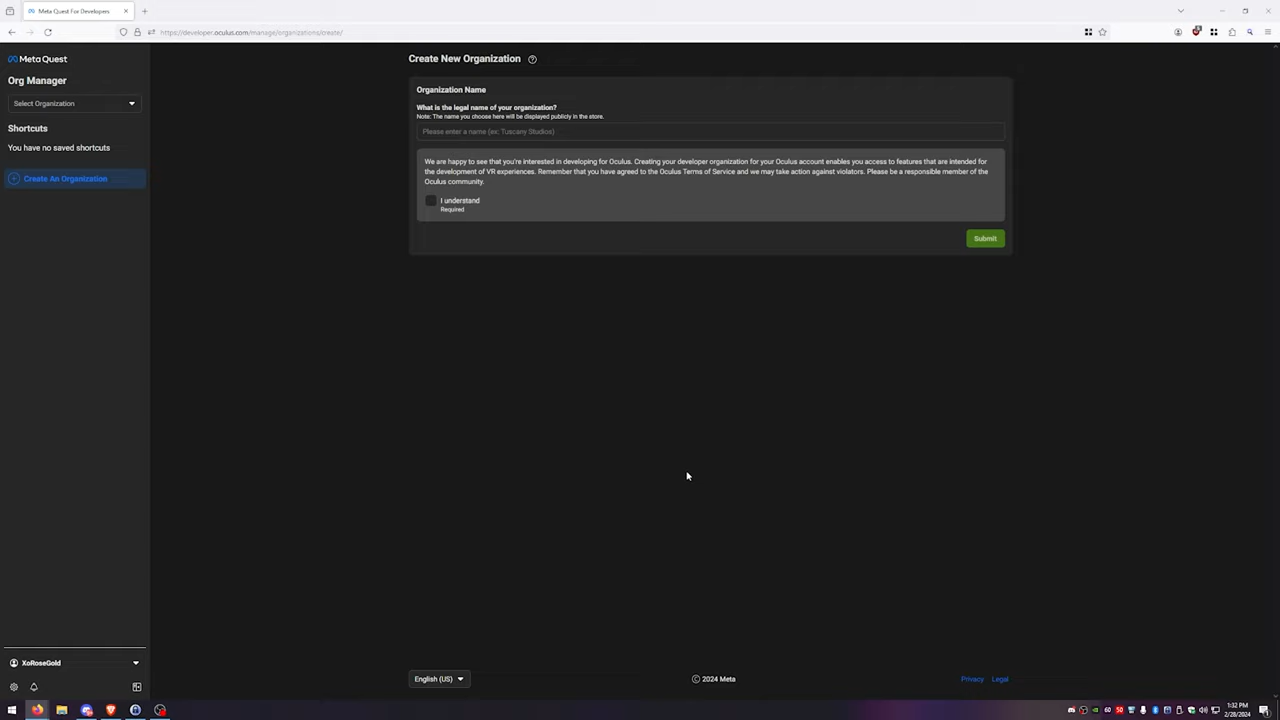 Meta Quest For Developers
https://developer.oculus.com/manage/organizations/create/
Meta Quest
Org Manager
Select Organization
Shortcuts
You have no saved shortcuts
Create An Organization
Create New Organization
Organization Name
What is the legal name of your organization?
Note: The name you choose here will be displayed publicly in the store.
Please enter a name (ex: Tuscany Studios)
We are happy to see that you're interested in developing for Oculus. Creating your developer organization for your Oculus account enables you access to features that are intended for
the development of VR experiences. Remember that you have agreed to the Oculus Terms of Service and we may take action against violators. Please be a responsible member of the
Oculus community.
I understand
Required
Submit
XoRoseGold
English (US)
© 2024 Meta
Privacy
Legal
1:32 PM
2/28/2024